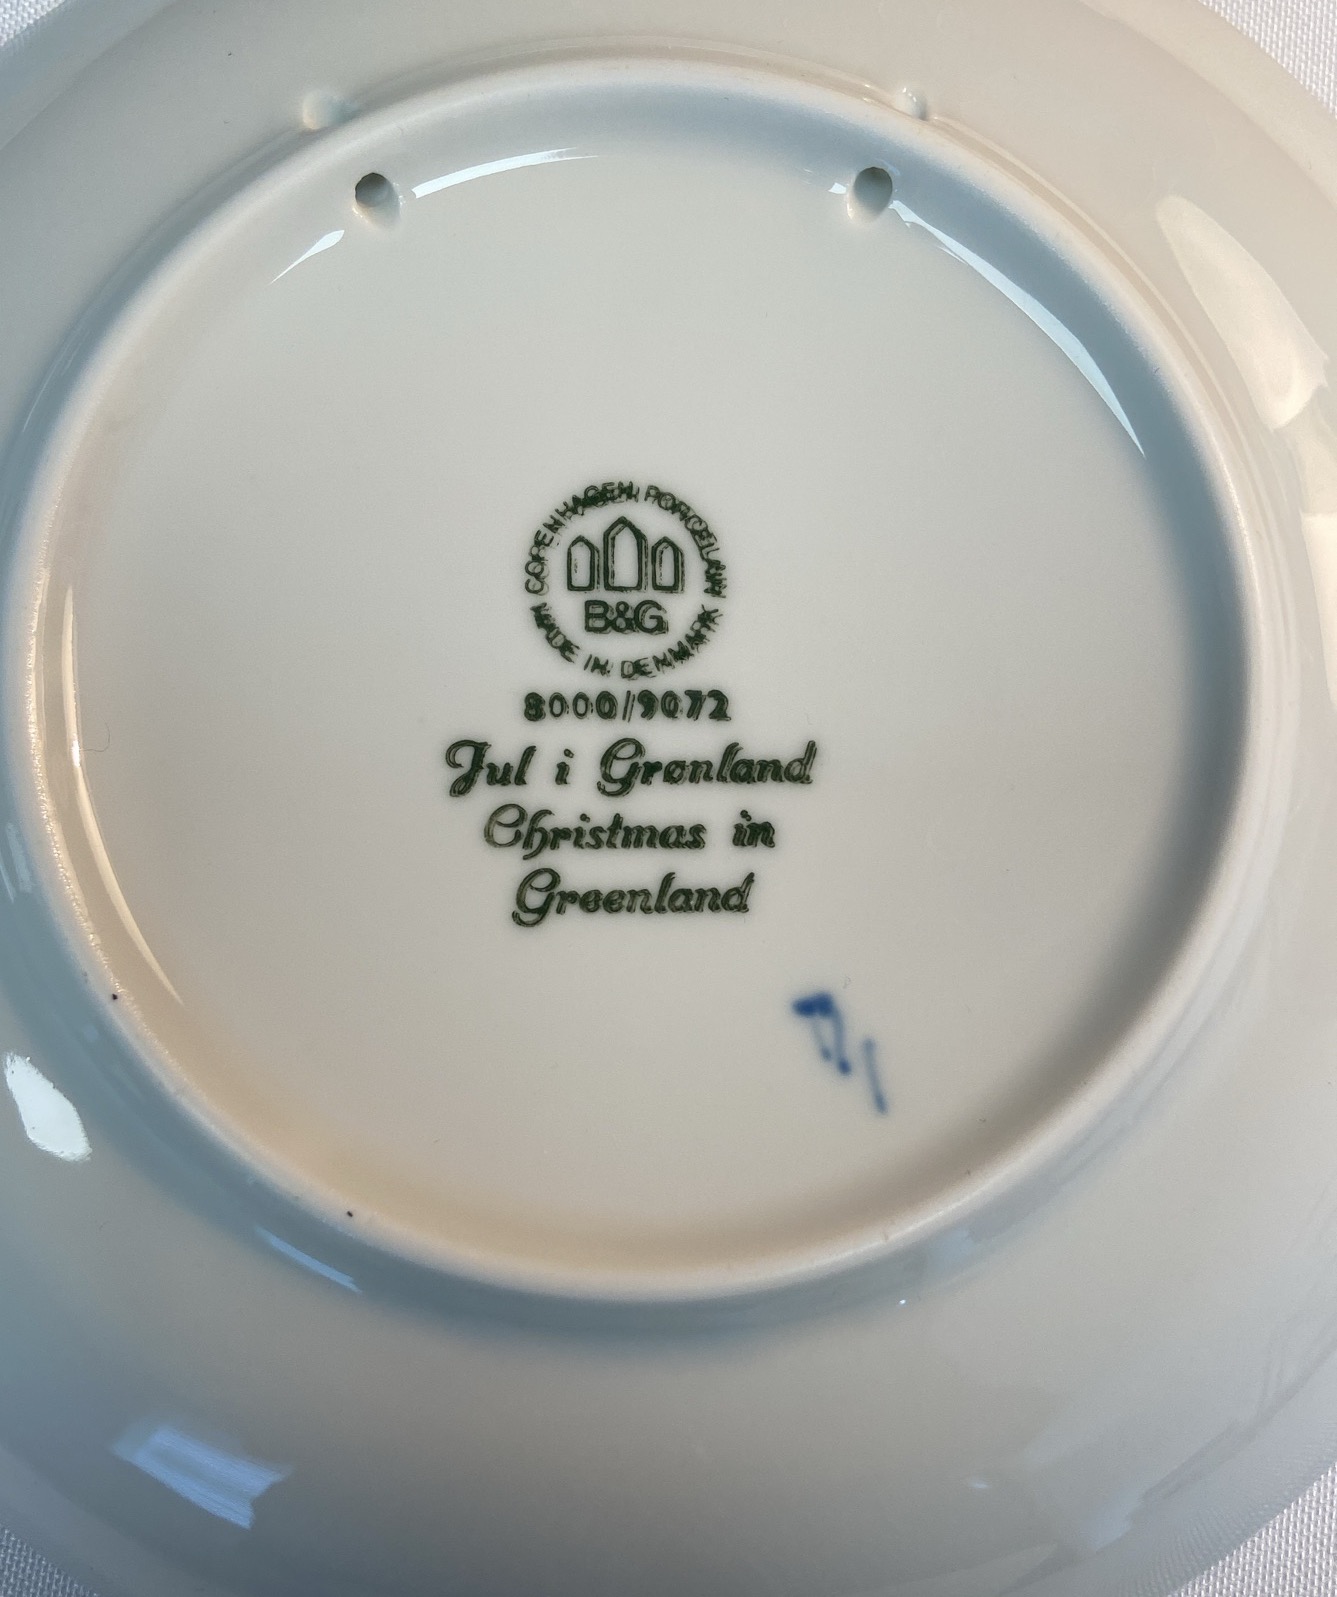 COPENHAGEN PORCELAIN
B&G
MADE IN DENMARK
8000/9072
Jul i Grønland
Christmas in
Greenland